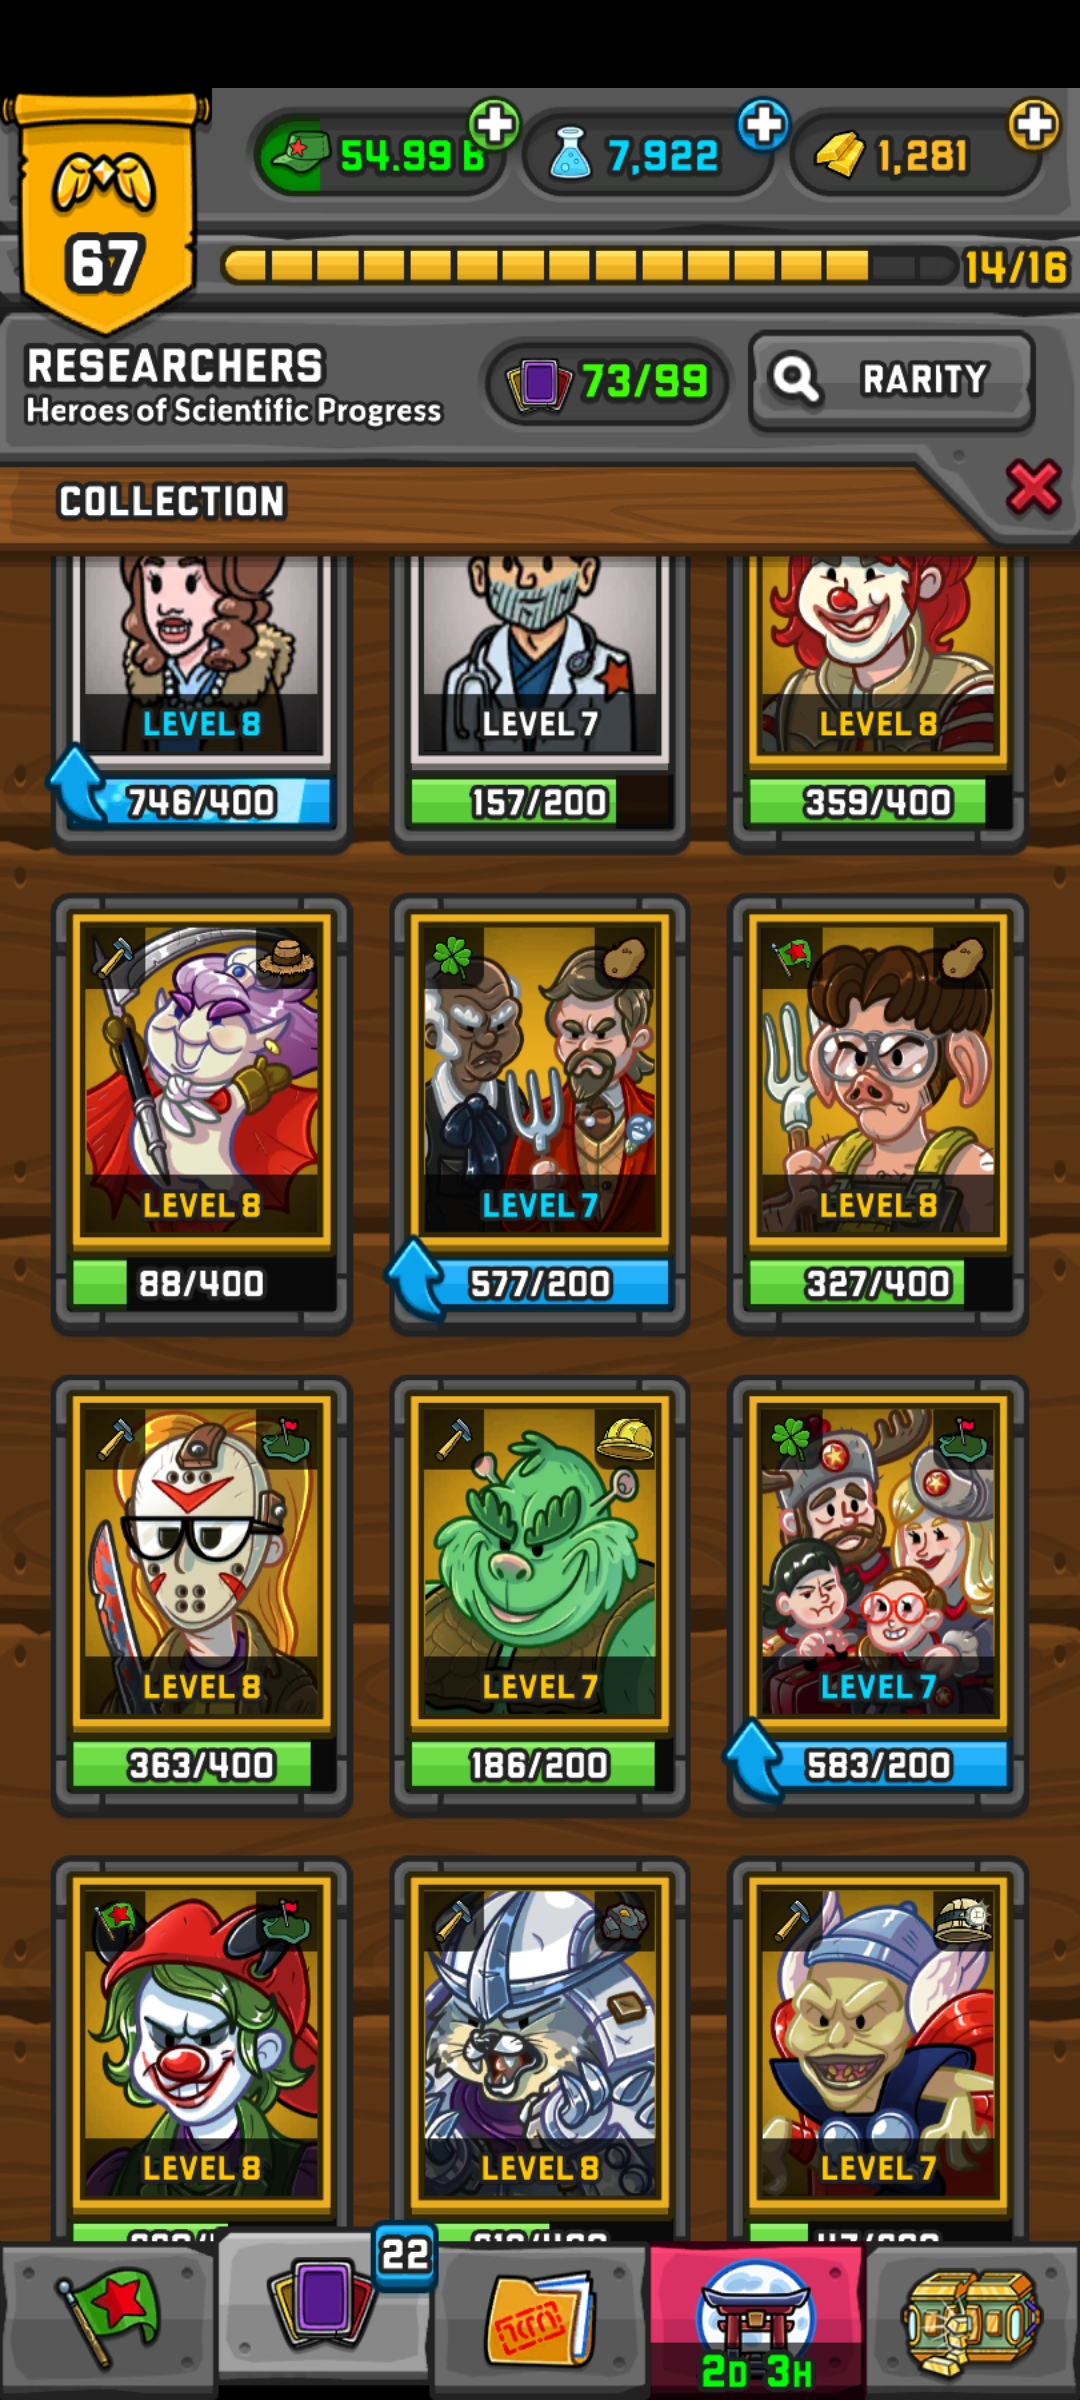 54.99 B
7,922
1,281
67
14/16
RESEARCHERS
Heroes of Scientific Progress
73/99
RARITY
COLLECTION
LEVEL 8
LEVEL 7
LEVEL 8
746/400
157/200
359/400
LEVEL 8
LEVEL 7
LEVEL 8
88/400
577/200
327/400
LEVEL 8
LEVEL 7
LEVEL 7
363/400
186/200
583/200
LEVEL 8
LEVEL 8
LEVEL 7
22
2D 3H